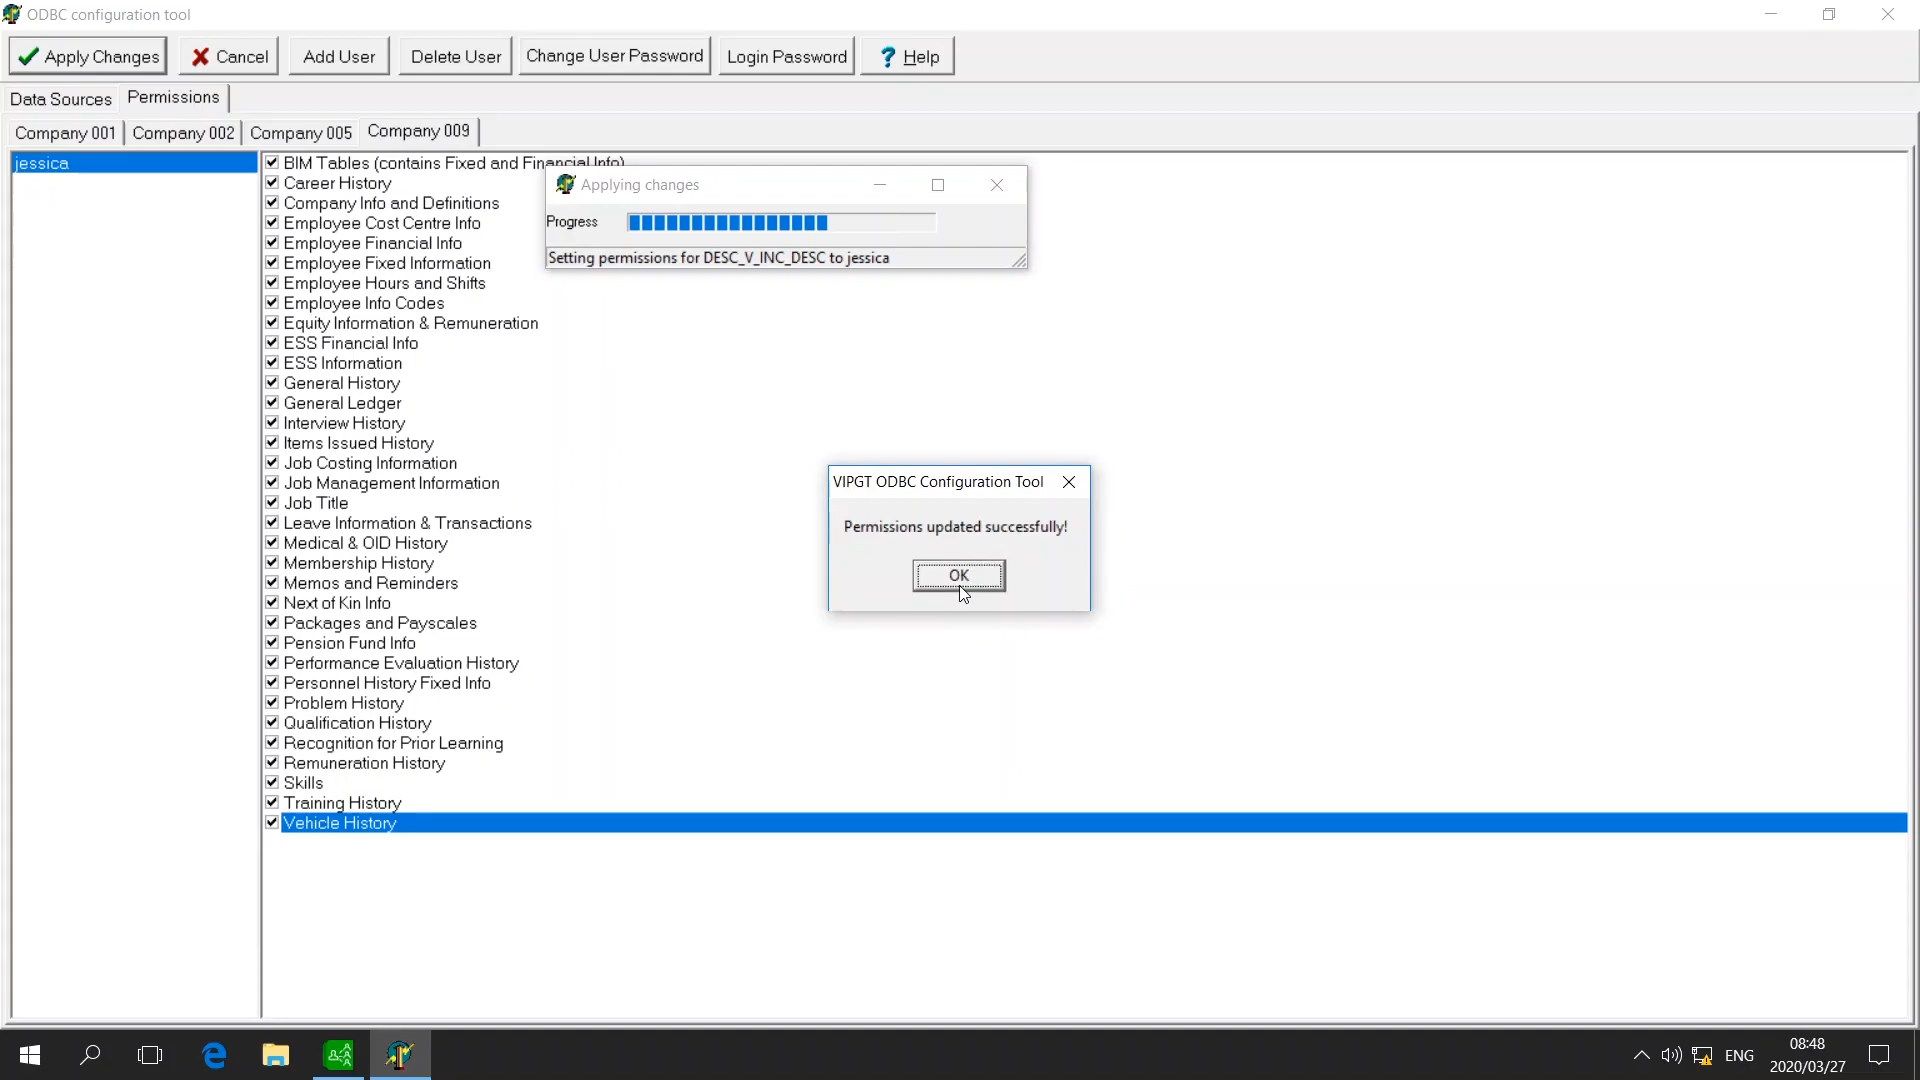 ODBC configuration tool
Apply Changes Cancel Add User Delete User Change User Password Login Password ? Help
Data Sources Permissions
Company 001 Company 002 Company 005 Company 009
jessica
BIM Tables (contains Fixed and Financial Info)
Career History
Company Info and Definitions
Employee Cost Centre Info
Employee Financial Info
Employee Fixed Information
Employee Hours and Shifts
Employee Info Codes
Equity Information & Remuneration
ESS Financial Info
ESS Information
General History
General Ledger
Interview History
Items Issued History
Job Costing Information
Job Management Information
Job Title
Leave Information & Transactions
Medical & OID History
Membership History
Memos and Reminders
Next of Kin Info
Packages and Payscales
Pension Fund Info
Performance Evaluation History
Personnel History Fixed Info
Problem History
Qualification History
Recognition for Prior Learning
Remuneration History
Skills
Training History
Vehicle History
Applying changes
Progress
Setting permissions for DESC_V_INC_DESC to jessica
VIPGT ODBC Configuration Tool
Permissions updated successfully!
OK
ENG
08:48
2020/03/27